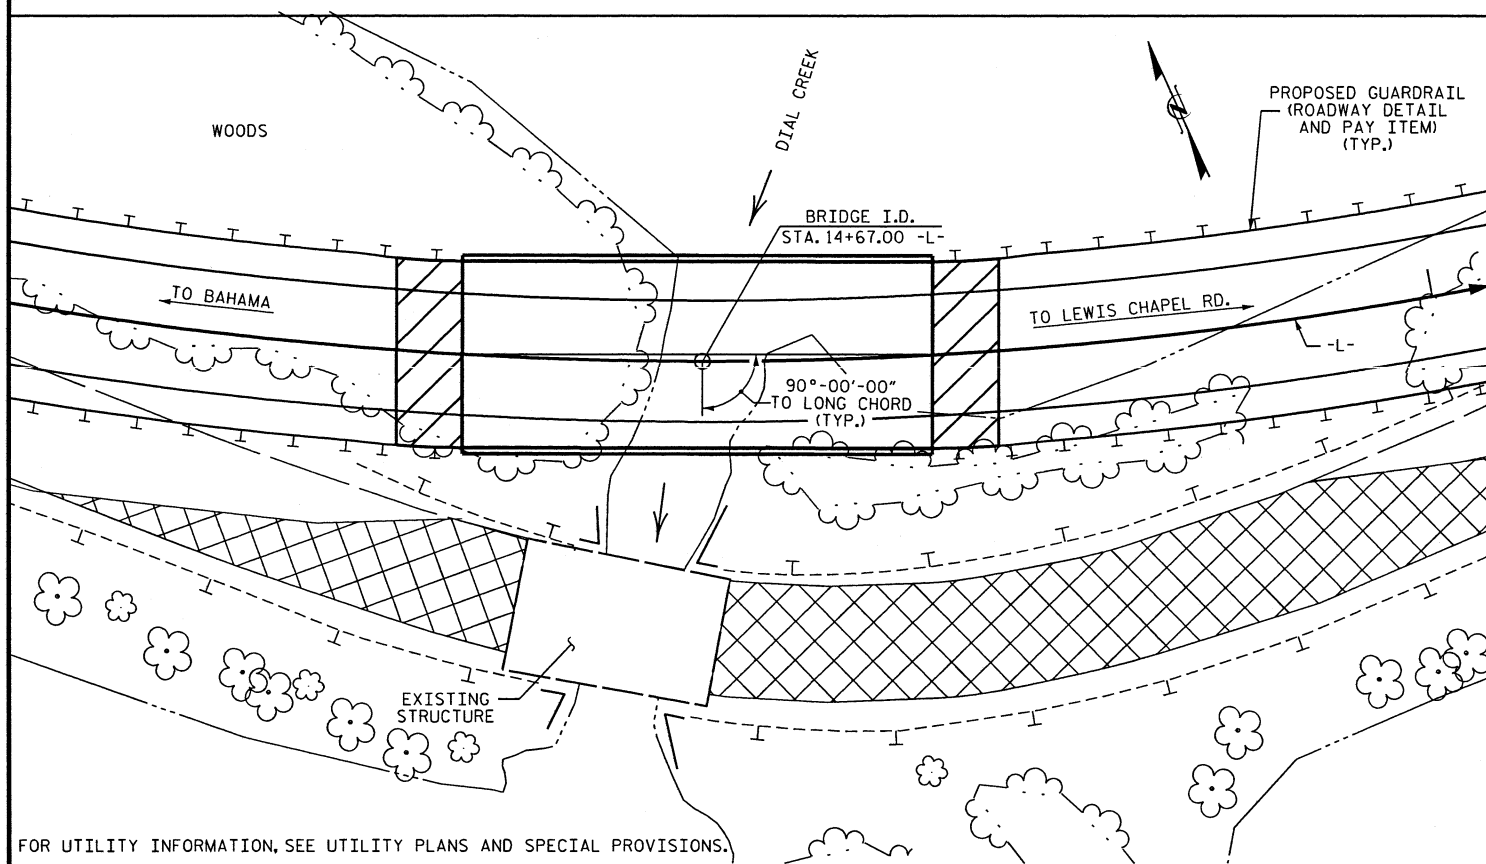 WOODS
DIAL CREEK
N
PROPOSED GUARDRAIL
(ROADWAY DETAIL
AND PAY ITEM)
(TYP.)
BRIDGE I.D.
STA. 14+67.00 -L-
TO BAHAMA
TO LEWIS CHAPEL RD.
-L-
90°-00'-00"
TO LONG CHORD
(TYP.)
EXISTING
STRUCTURE
FOR UTILITY INFORMATION, SEE UTILITY PLANS AND SPECIAL PROVISIONS.